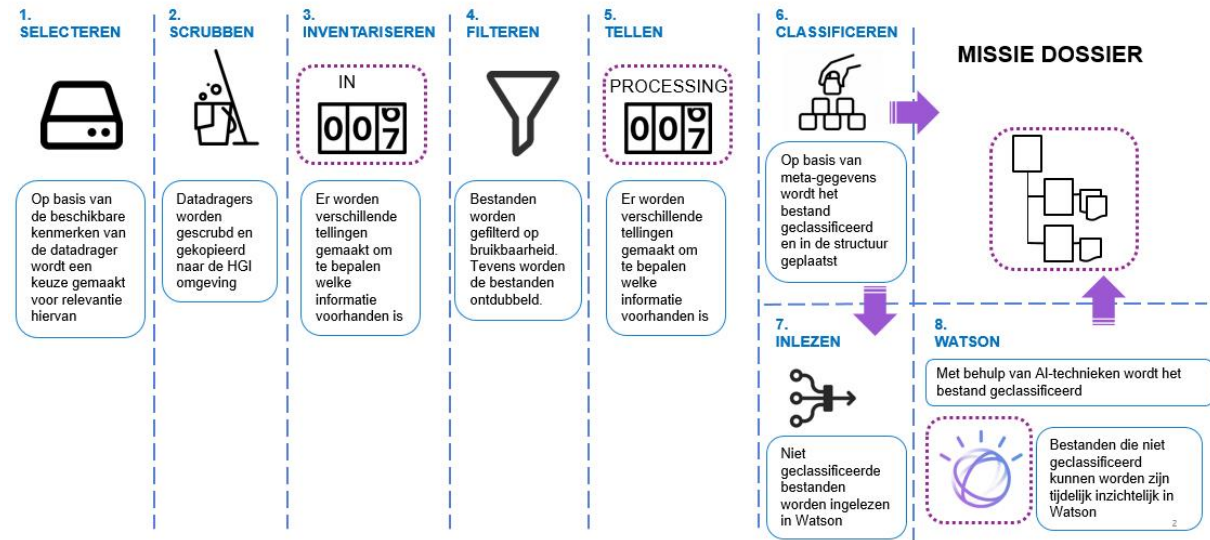 1.
SELECTEREN
Op basis van
de beschikbare
kenmerken van
de datadrager
wordt een
keuze gemaakt
voor relevantie
hiervan
2.
SCRUBBEN
Datadragers
worden
gescrubd en
gekopieerd
naar de HGI
omgeving
3.
INVENTARISEREN
IN
007
Er worden
verschillende
tellingen
gemaakt om
te bepalen
welke
informatie
voorhanden is
4.
FILTEREN
Bestanden
worden
gefilterd op
bruikbaarheid.
Tevens worden
de bestanden
ontdubbeld.
5.
TELLEN
PROCESSING
007
Er worden
verschillende
tellingen
gemaakt om
te bepalen
welke
informatie
voorhanden is
6.
CLASSIFICEREN
Op basis van
meta-gegevens
wordt het
bestand
geclassificeerd
en in de structuur
geplaatst
MISSIE DOSSIER
7.
INLEZEN
Niet
geclassificeerde
bestanden
worden ingelezen
in Watson
8.
WATSON
Met behulp van AI-technieken wordt het
bestand geclassificeerd
Bestanden die niet
geclassificeerd
kunnen worden zijn
tijdelijk inzichtelijk in
Watson
2